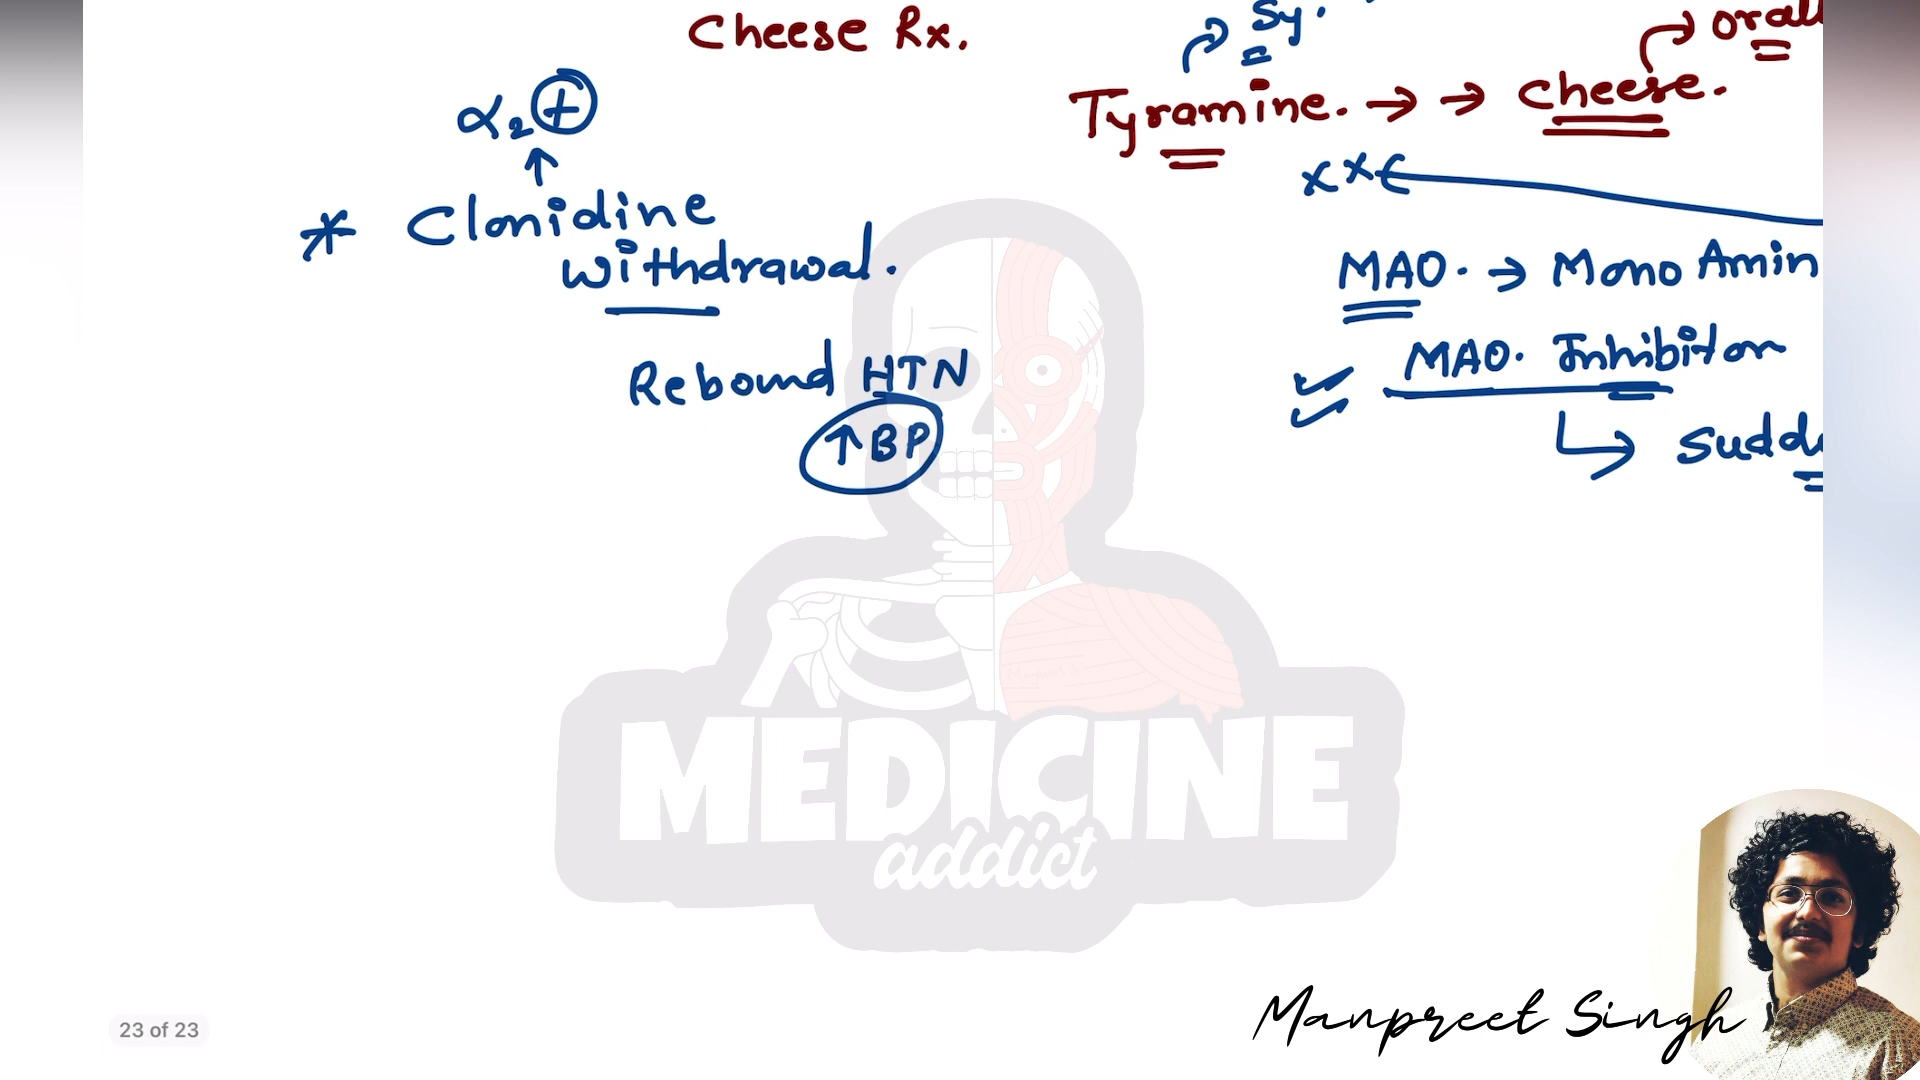 Cheese Rx.
Sy.
α₂ (+)
Tyramine. → → cheese.
↑
* Clonidine
withdrawal.
Rebound HTN
↑ BP
x x
MAO. → Mono Amin
MAO. Inhibitor
MEDICINE
addict
Manpreet Singh
23 of 23